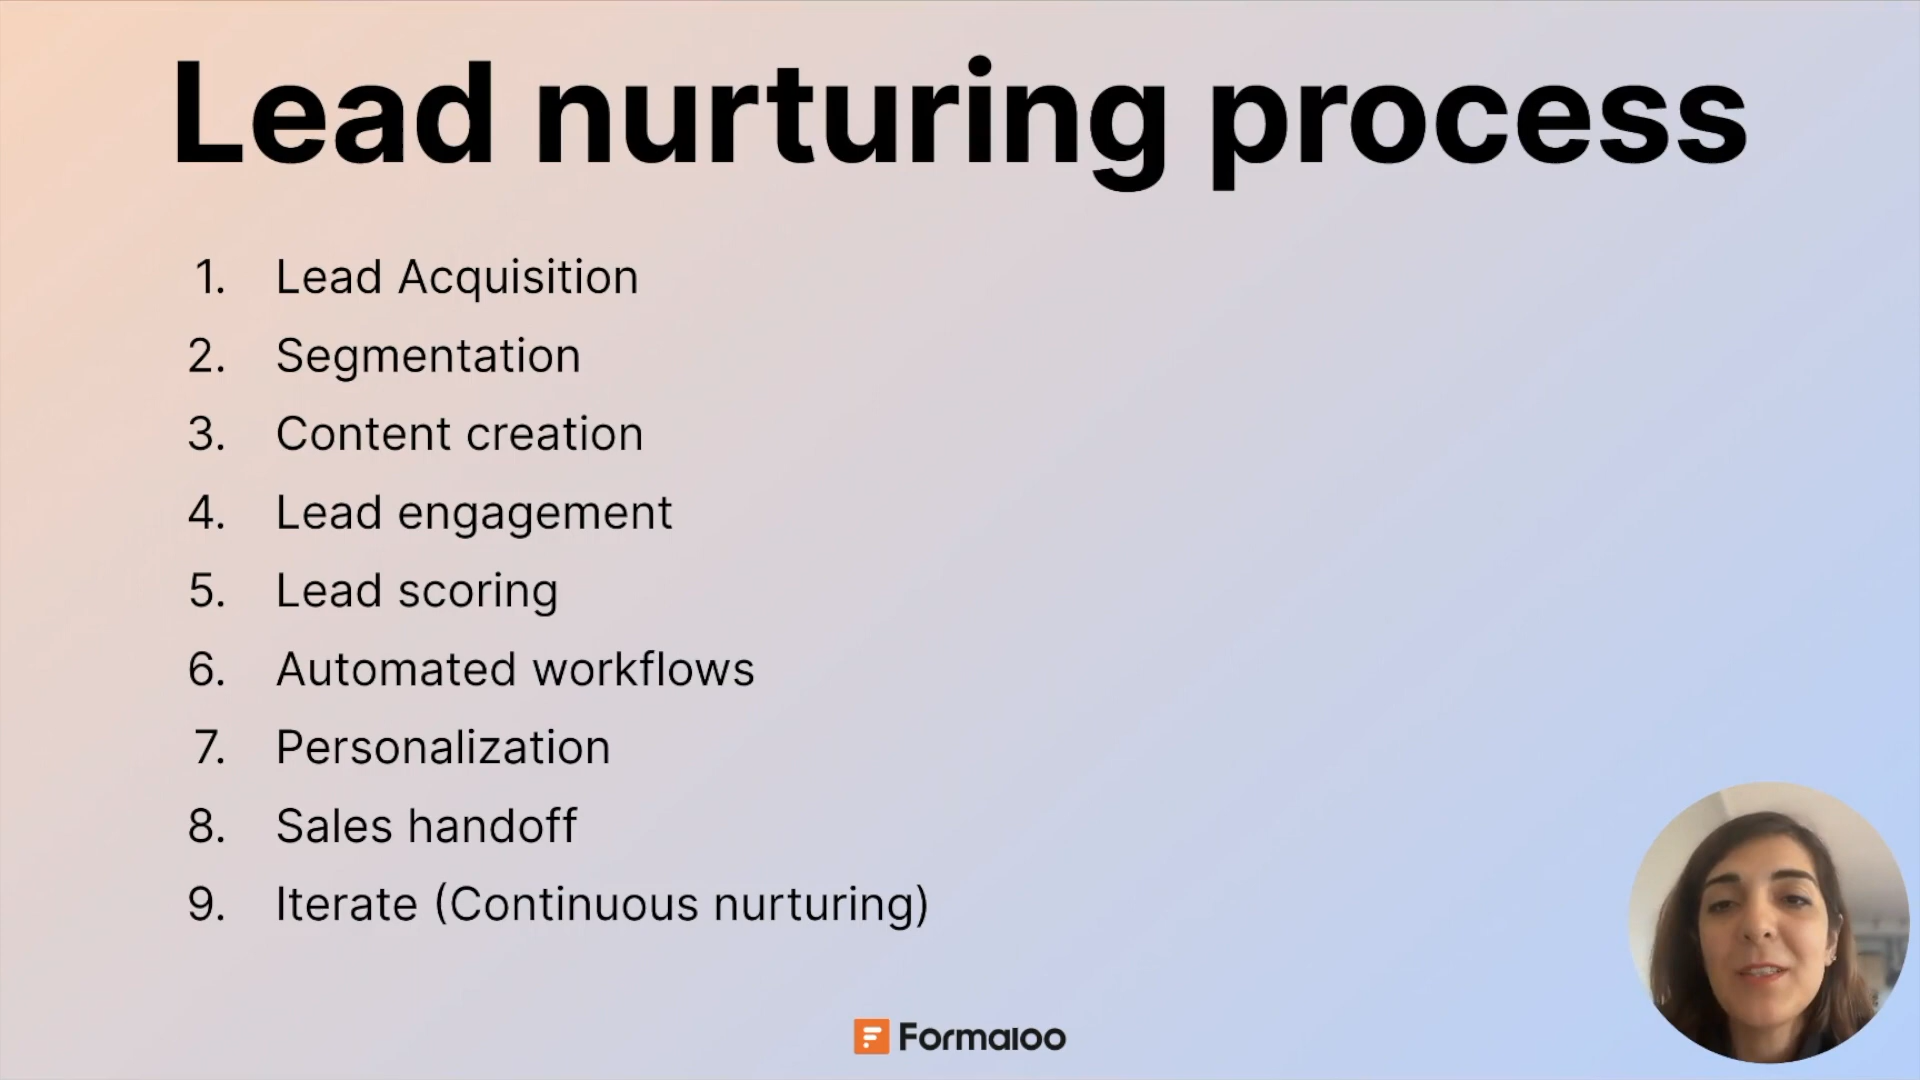 Lead nurturing process
1. Lead Acquisition
2. Segmentation
3. Content creation
4. Lead engagement
5. Lead scoring
6. Automated workflows
7. Personalization
8. Sales handoff
9. Iterate (Continuous nurturing)
Formaloo